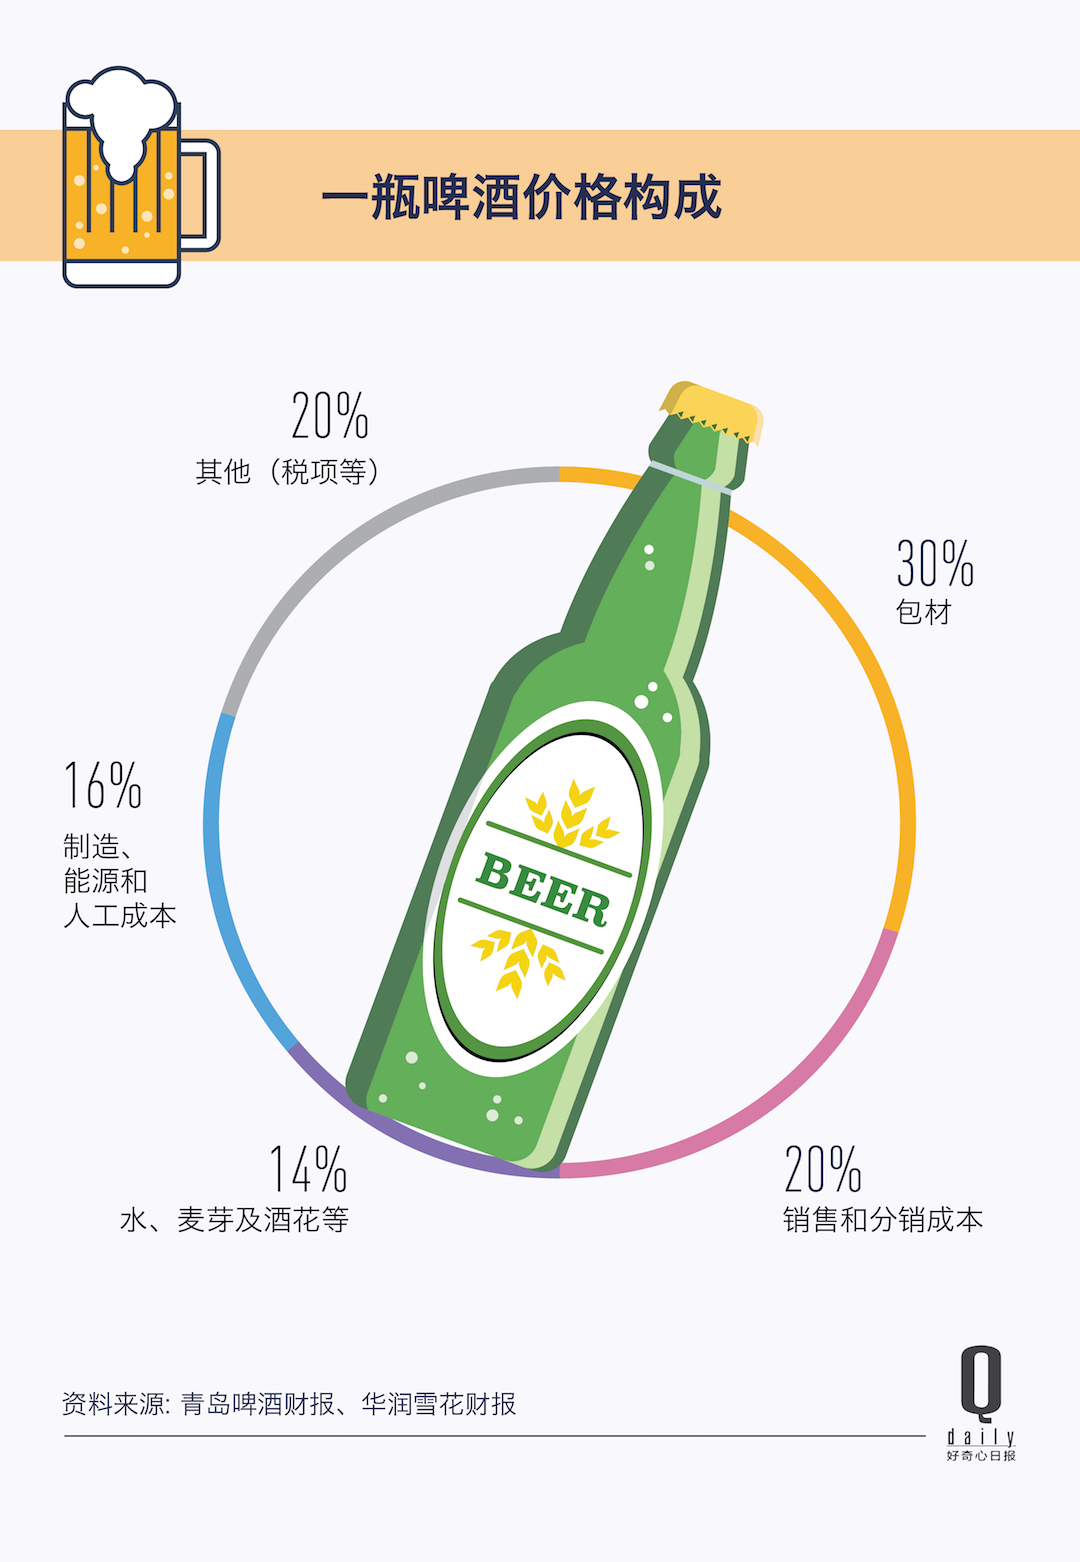 一瓶啤酒价格构成
20%
其他（税项等）
30%
包材
16%
制造、
能源和
人工成本
BEER
14%
水、麦芽及酒花等
20%
销售和分销成本
资料来源: 青岛啤酒财报、华润雪花财报
Q
daily
好奇心日报